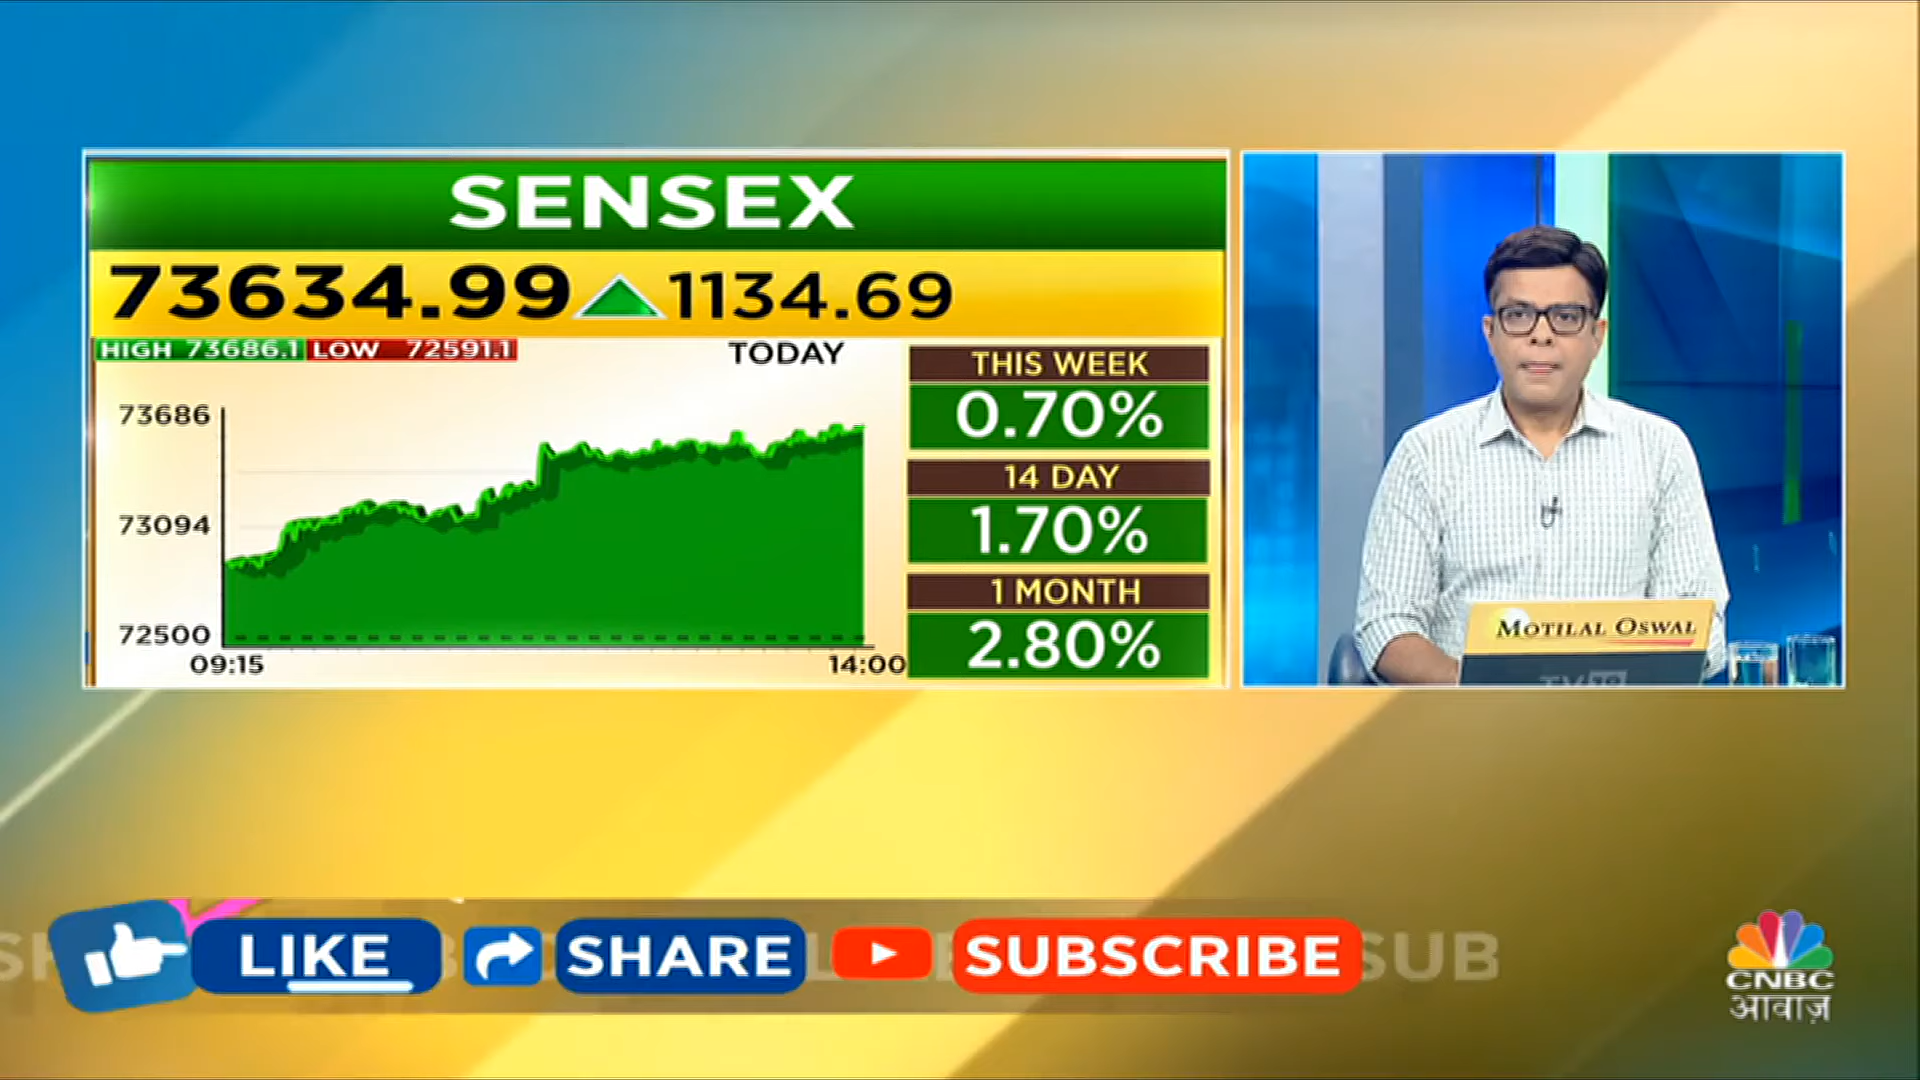 SENSEX
73634.99 1134.69
HIGH 73686.1 LOW 72591.1
TODAY
73686
73094
72500
09:15
14:00
THIS WEEK
0.70%
14 DAY
1.70%
1 MONTH
2.80%
MOTILAL OSWAL
LIKE SHARE SUBSCRIBE
SUB
CNBC
आवाज़